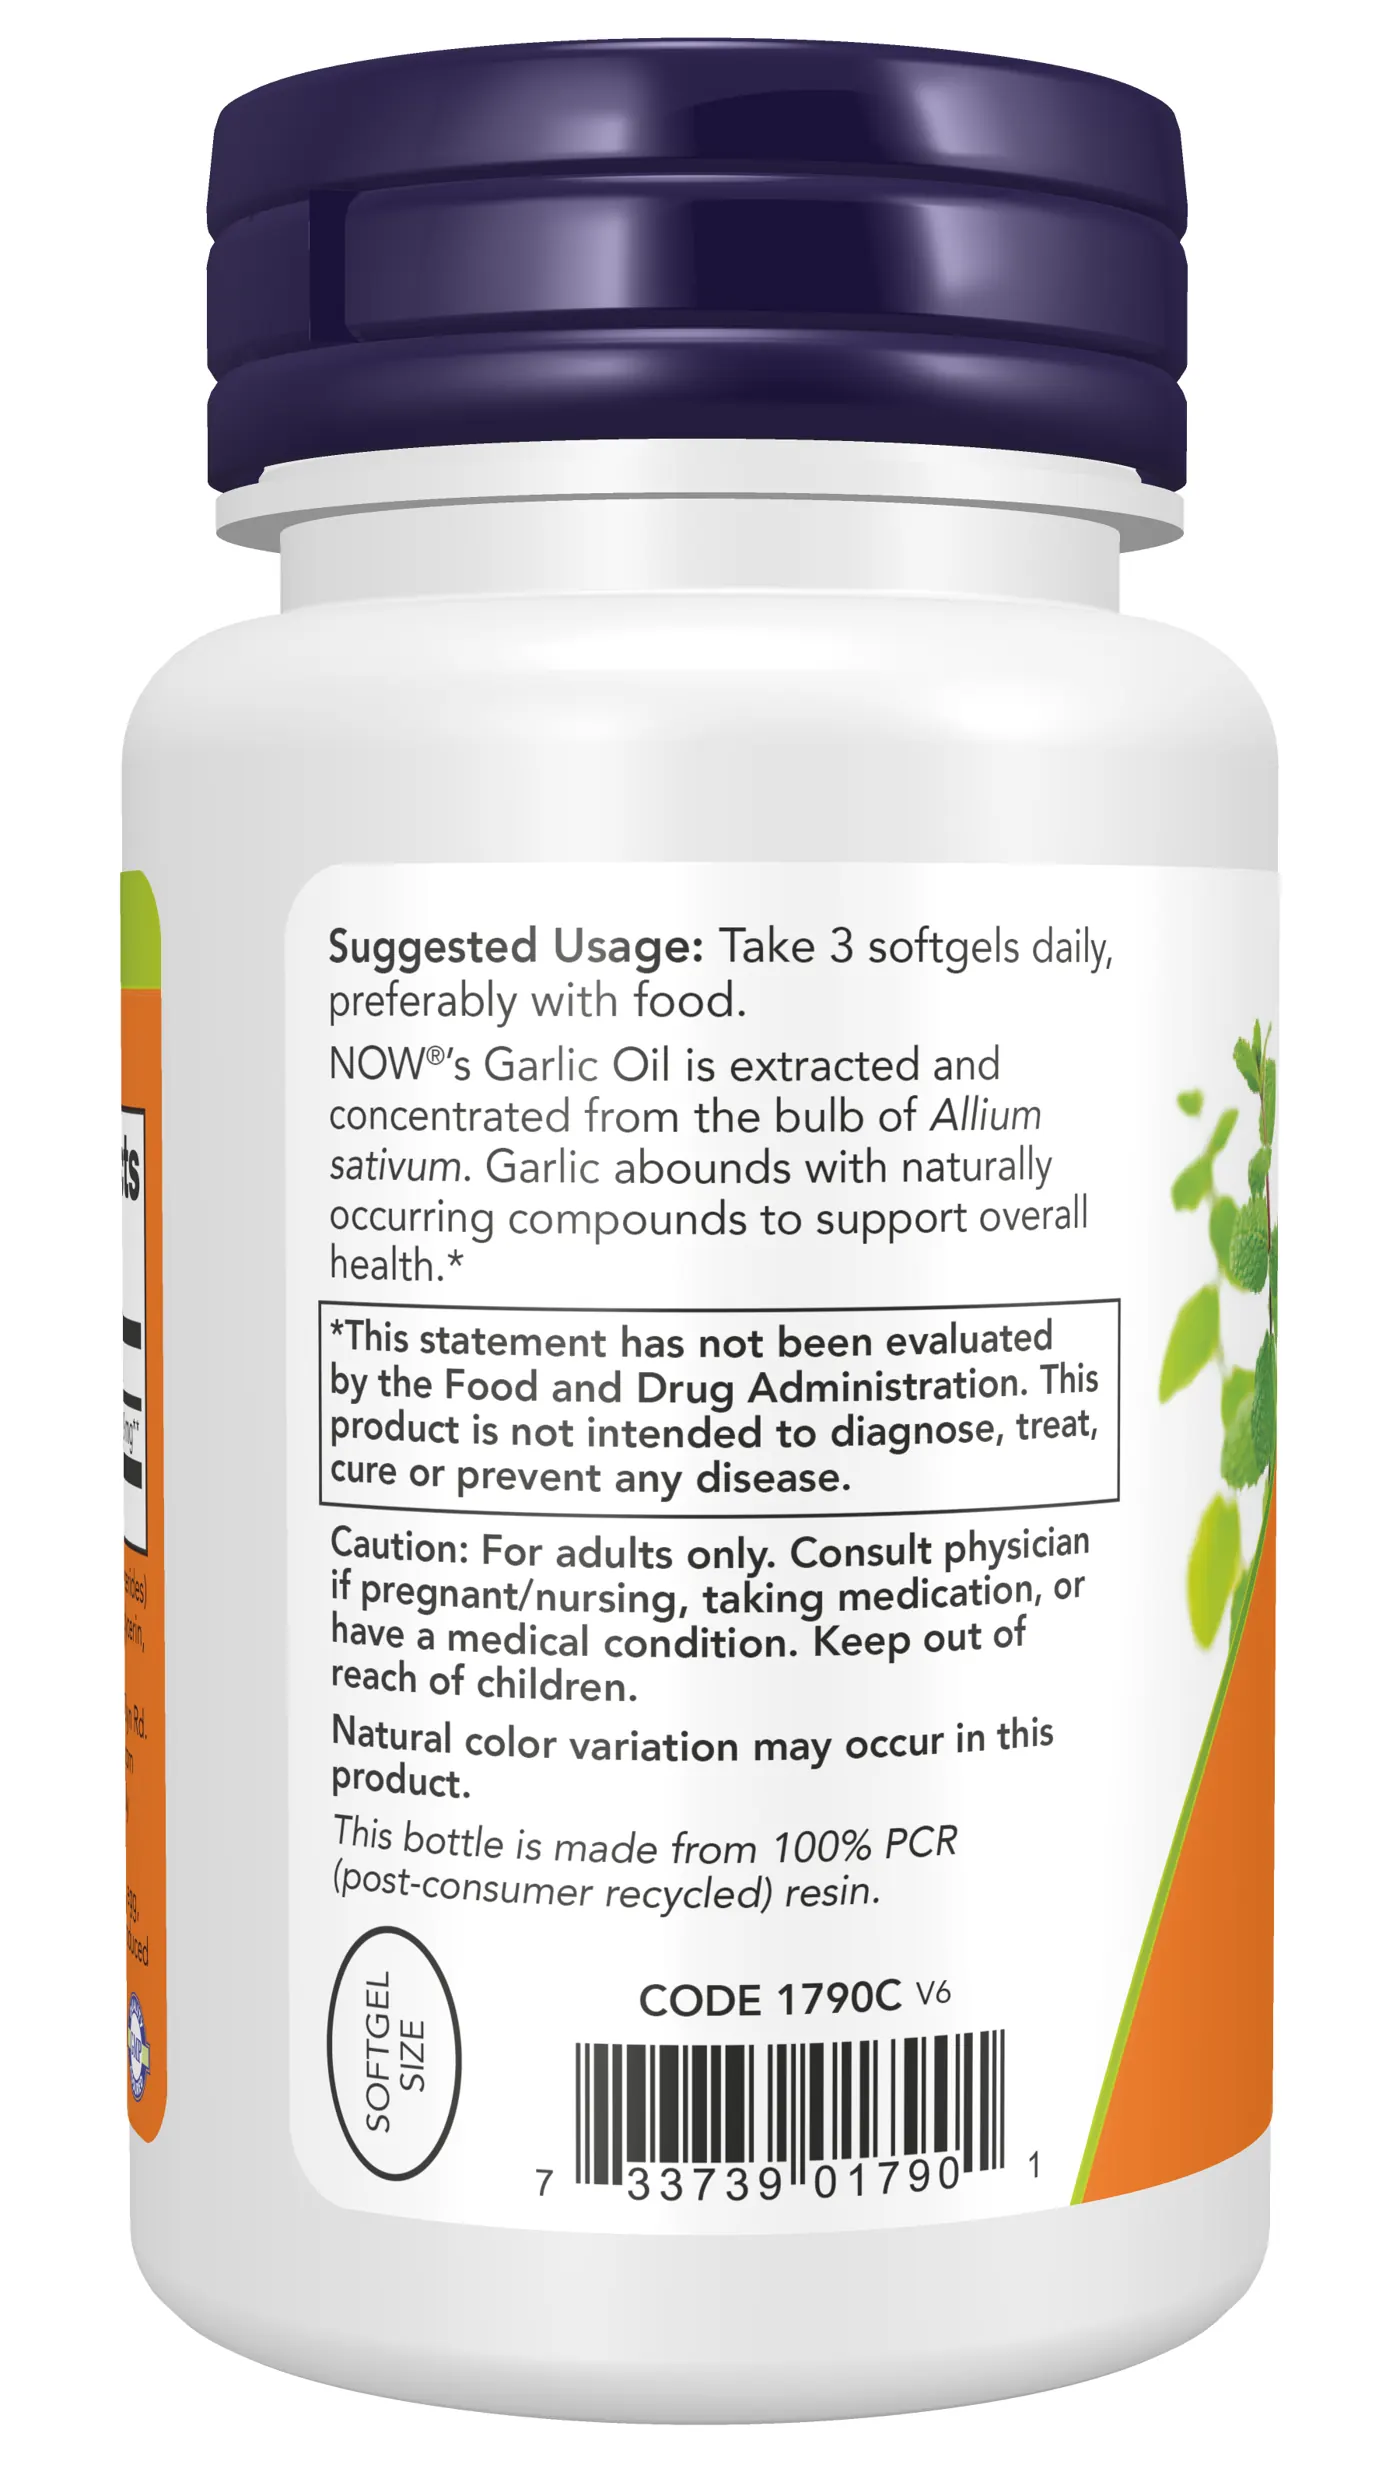 Suggested Usage: Take 3 softgels daily,
preferably with food.
NOW®'s Garlic Oil is extracted and
concentrated from the bulb of Allium
sativum. Garlic abounds with naturally
occurring compounds to support overall
health.*
*This statement has not been evaluated
by the Food and Drug Administration. This
product is not intended to diagnose, treat,
cure or prevent any disease.
Caution: For adults only. Consult physician
if pregnant/nursing, taking medication, or
have a medical condition. Keep out of
reach of children.
Natural color variation may occur in this
product.
This bottle is made from 100% PCR
(post-consumer recycled) resin.
SOFTGEL
SIZE
CODE 1790C V6
7 33739 01790 1
Rd.